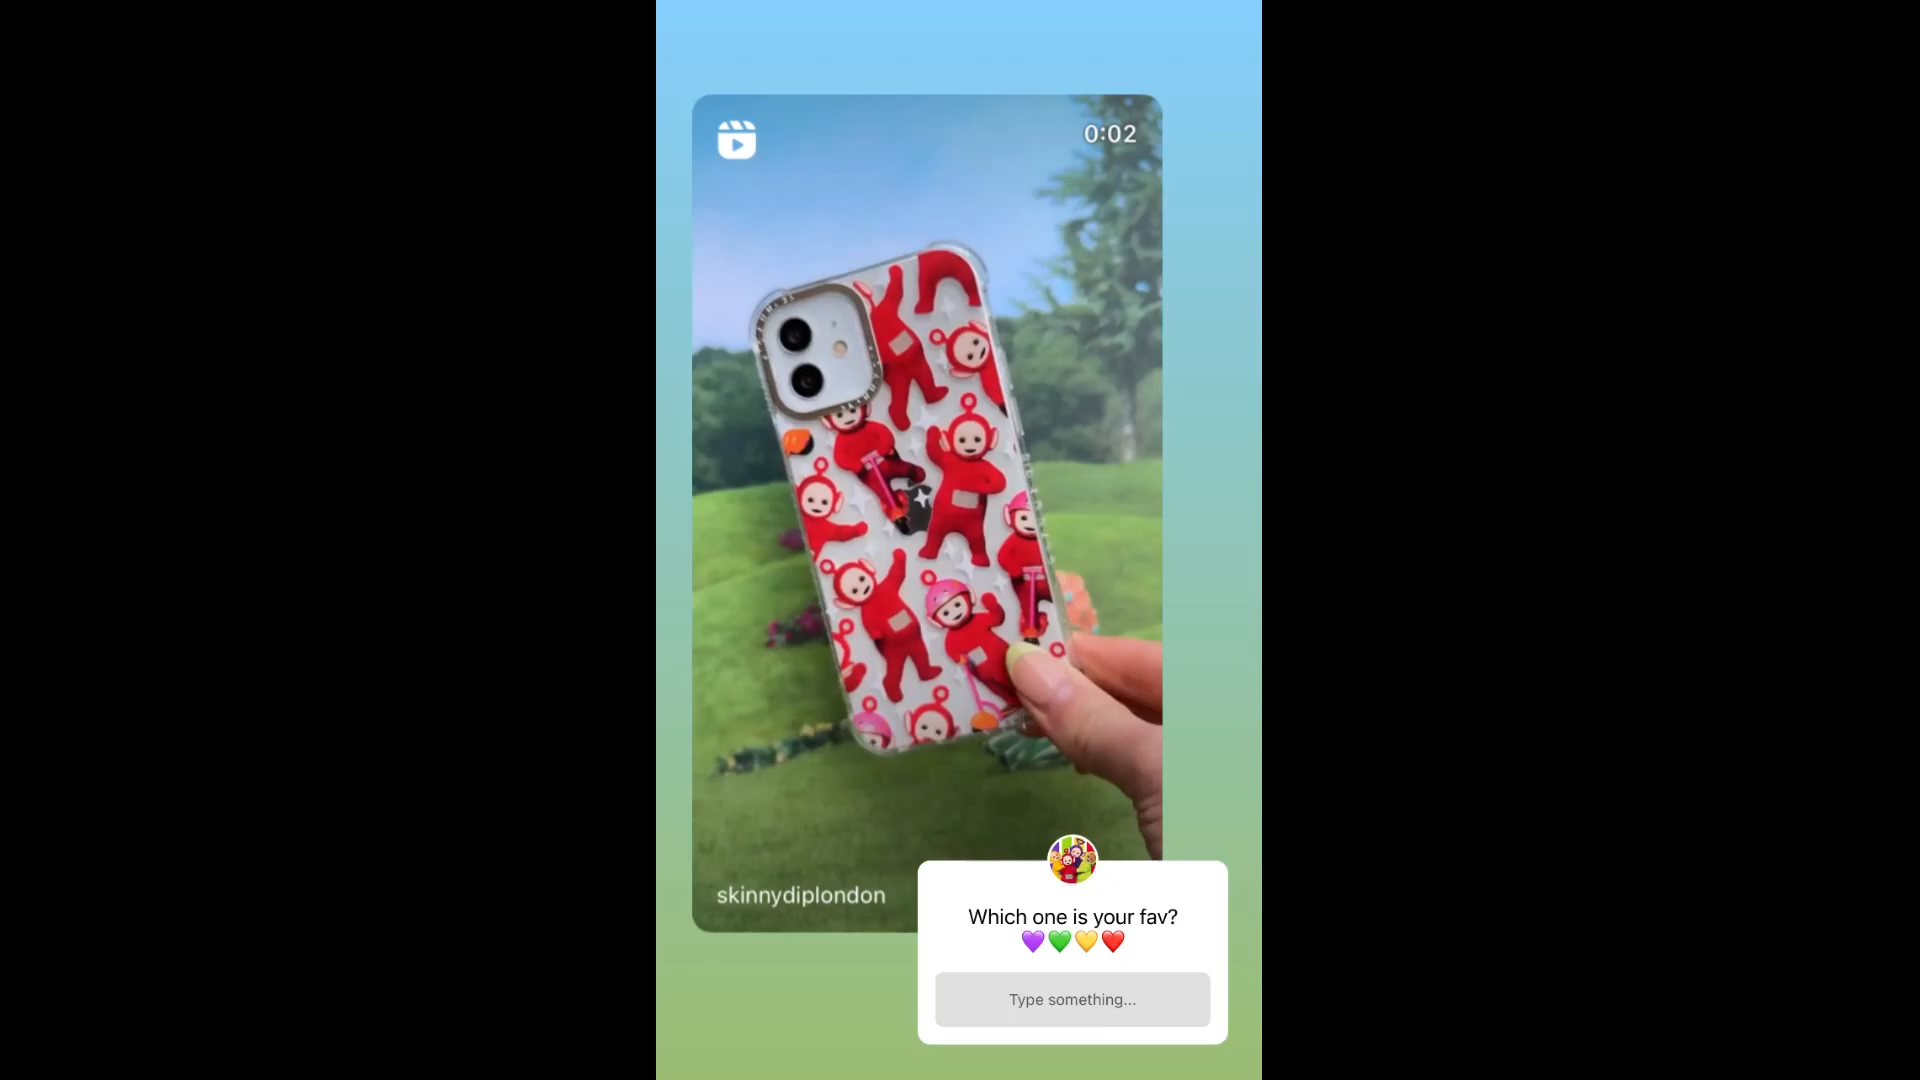 0:02
skinnydiplondon
Which one is your fav?
💜💚💛❤️
Type something...